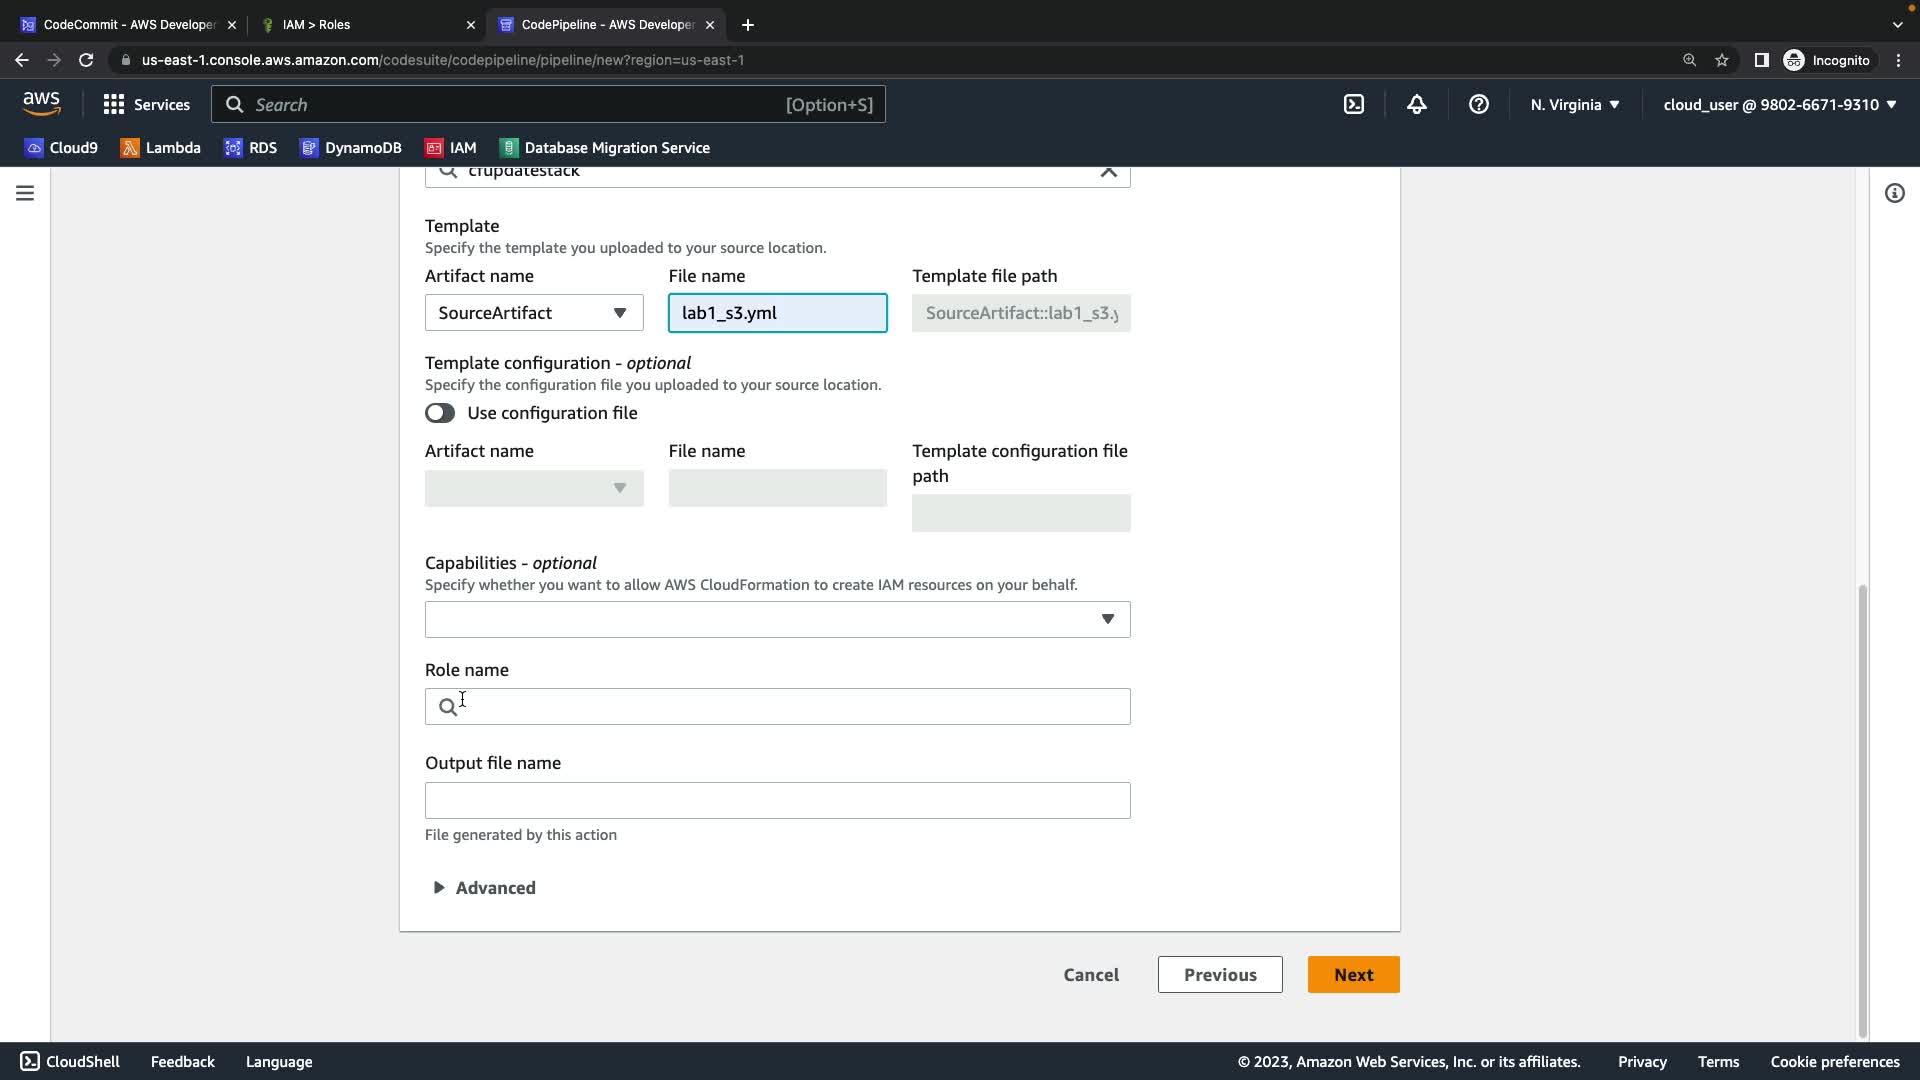 CodeCommit - AWS Developer
IAM > Roles
CodePipeline - AWS Developer
us-east-1.console.aws.amazon.com/codesuite/codepipeline/pipeline/new?region=us-east-1
Incognito
aws
Services
Search
[Option+S]
N. Virginia
cloud_user @ 9802-6671-9310
Cloud9
Lambda
RDS
DynamoDB
IAM
Database Migration Service
cfupdatestack
Template
Specify the template you uploaded to your source location.
Artifact name
File name
Template file path
SourceArtifact
lab1_s3.yml
SourceArtifact::lab1_s3.y
Template configuration - optional
Specify the configuration file you uploaded to your source location.
Use configuration file
Artifact name
File name
Template configuration file
path
Capabilities - optional
Specify whether you want to allow AWS CloudFormation to create IAM resources on your behalf.
Role name
Output file name
File generated by this action
Advanced
Cancel
Previous
Next
CloudShell
Feedback
Language
© 2023, Amazon Web Services, Inc. or its affiliates.
Privacy
Terms
Cookie preferences